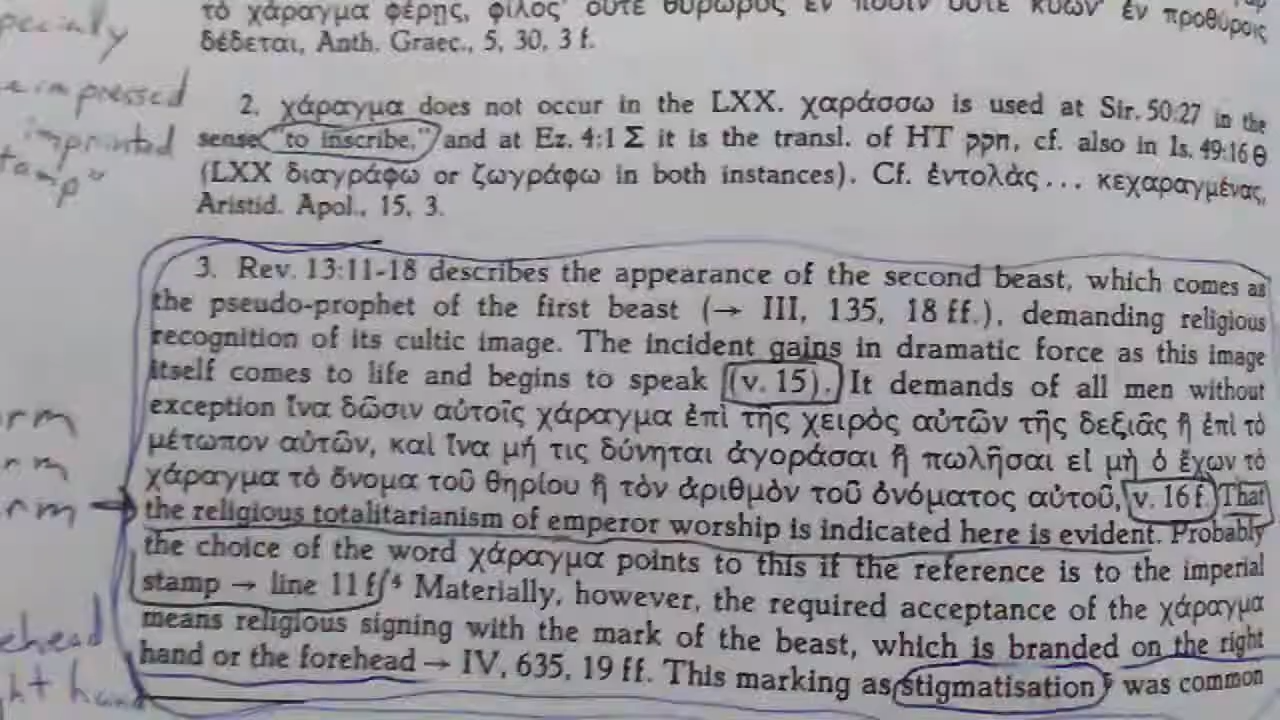 τὸ χάραγμα φέρῃς, φίλος· οὔτε θυρωρὸς ἐν ποσὶν οὔτε κύων ἐν προθύροις
δέδεται, Anth. Graec., 5, 30, 3 f.
pecially
e impressed
imprinted
tamp"
2. χάραγμα does not occur in the LXX. χαράσσω is used at Sir. 50:27 in the
sense "to inscribe," and at Ez. 4:1 Σ it is the transl. of HT חקק, cf. also in Is. 49:16 Θ
(LXX διαγράφω or ζωγράφω in both instances). Cf. ἐντολὰς ... κεχαραγμένας,
Aristid. Apol., 15, 3.
3. Rev. 13:11-18 describes the appearance of the second beast, which comes as
the pseudo-prophet of the first beast (→ III, 135, 18 ff.), demanding religious
recognition of its cultic image. The incident gains in dramatic force as this image
itself comes to life and begins to speak (v. 15). It demands of all men without
exception ἵνα δῶσιν αὐτοῖς χάραγμα ἐπὶ τῆς χειρὸς αὐτῶν τῆς δεξιᾶς ἢ ἐπὶ τὸ
μέτωπον αὐτῶν, καὶ ἵνα μή τις δύνηται ἀγοράσαι ἢ πωλῆσαι εἰ μὴ ὁ ἔχων τὸ
χάραγμα τὸ ὄνομα τοῦ θηρίου ἢ τὸν ἀριθμὸν τοῦ ὀνόματος αὐτοῦ, v. 16 f. That
the religious totalitarianism of emperor worship is indicated here is evident. Probably
the choice of the word χάραγμα points to this if the reference is to the imperial
stamp → line 11 f. 4 Materially, however, the required acceptance of the χάραγμα
means religious signing with the mark of the beast, which is branded on the right
hand or the forehead → IV, 635, 19 ff. This marking as stigmatisation 5 was common
rm
rm
rm
ehead
ht hand